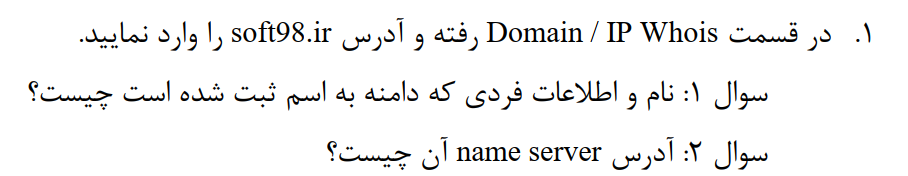 ۱. در قسمت Domain / IP Whois رفته و آدرس soft98.ir را وارد نمایید.
سوال ۱: نام و اطلاعات فردی که دامنه به اسم ثبت شده است چیست؟
سوال ۲: آدرس name server آن چیست؟